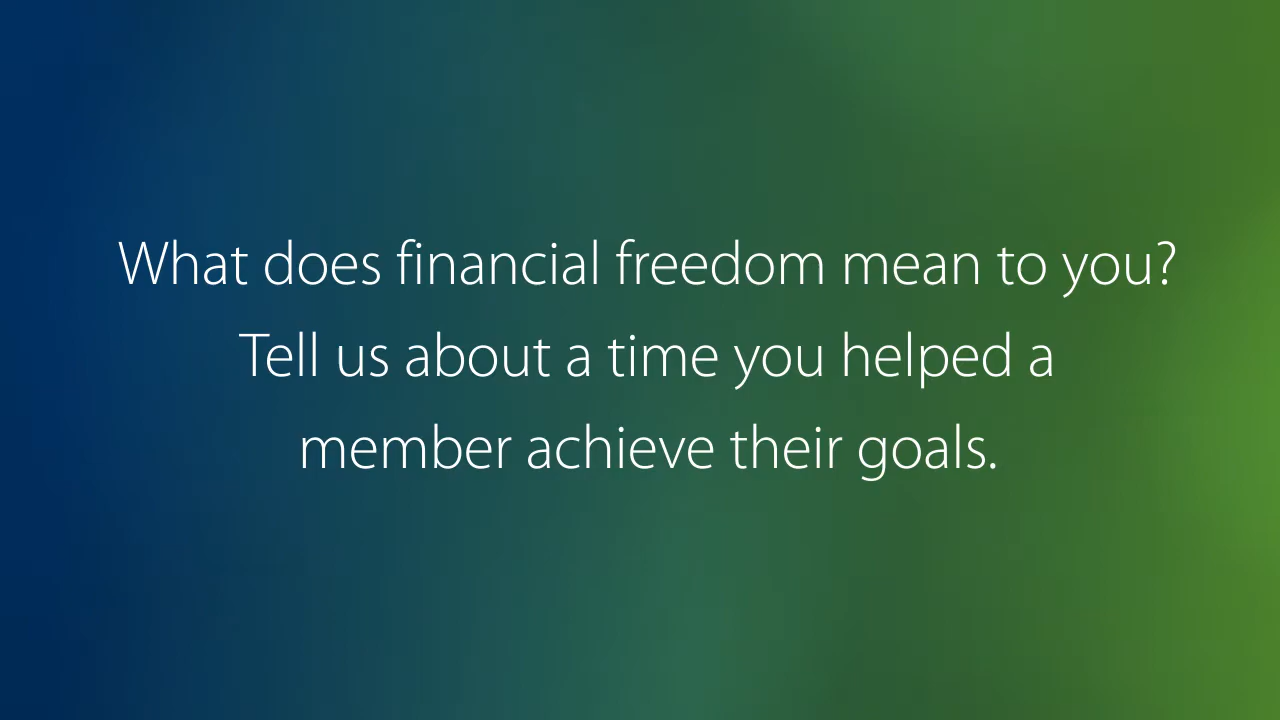 What does financial freedom mean to you?
Tell us about a time you helped a
member achieve their goals.